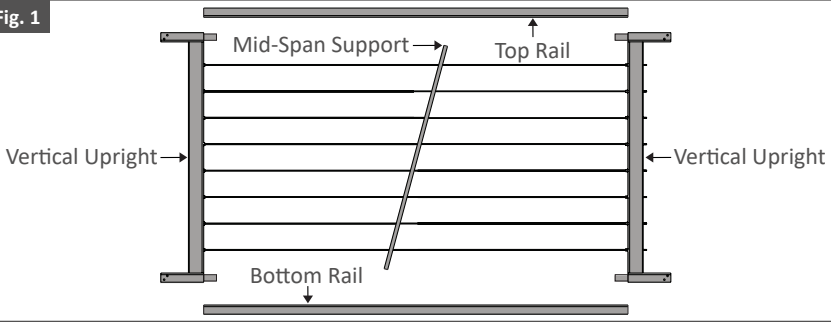 Fig. 1
Mid-Span Support
Top Rail
Vertical Upright
Vertical Upright
Bottom Rail